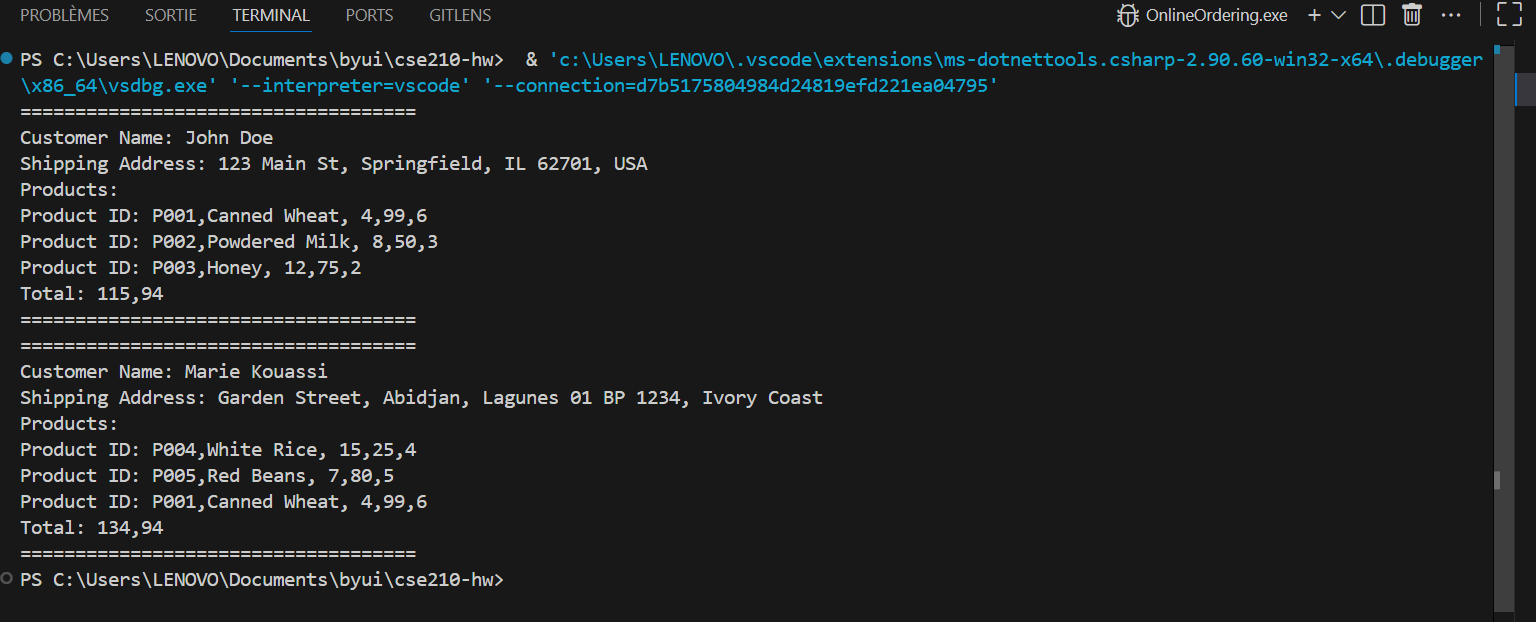 PROBLÈMES SORTIE TERMINAL PORTS GITLENS OnlineOrdering.exe
PS C:\Users\LENOVO\Documents\byui\cse210-hw>  & 'c:\Users\LENOVO\.vscode\extensions\ms-dotnettools.csharp-2.90.60-win32-x64\.debugger
\x86_64\vsdbg.exe' '--interpreter=vscode' '--connection=d7b5175804984d24819efd221ea04795'
====================================
Customer Name: John Doe
Shipping Address: 123 Main St, Springfield, IL 62701, USA
Products:
Product ID: P001,Canned Wheat, 4,99,6
Product ID: P002,Powdered Milk, 8,50,3
Product ID: P003,Honey, 12,75,2
Total: 115,94
====================================
====================================
Customer Name: Marie Kouassi
Shipping Address: Garden Street, Abidjan, Lagunes 01 BP 1234, Ivory Coast
Products:
Product ID: P004,White Rice, 15,25,4
Product ID: P005,Red Beans, 7,80,5
Product ID: P001,Canned Wheat, 4,99,6
Total: 134,94
====================================
PS C:\Users\LENOVO\Documents\byui\cse210-hw>